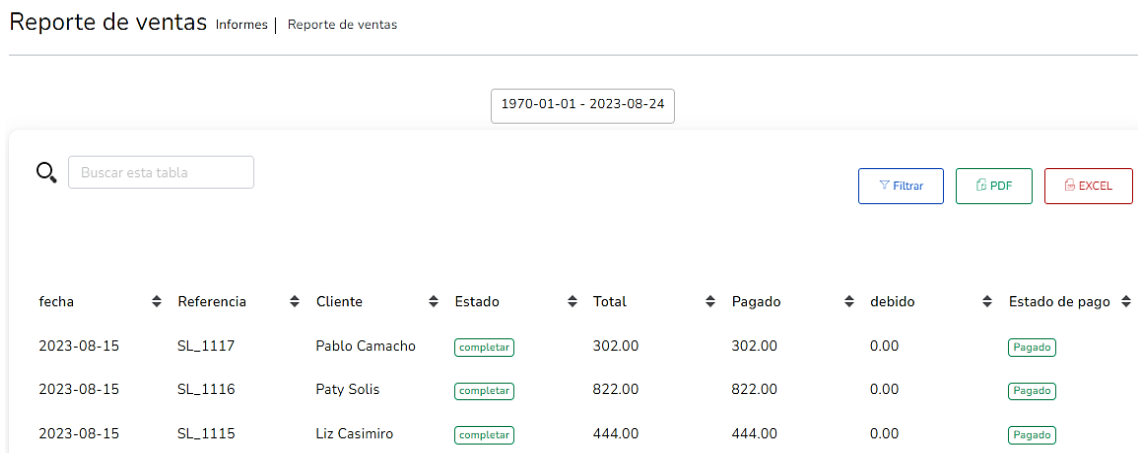 Reporte de ventas Informes | Reporte de ventas
1970-01-01 - 2023-08-24
Buscar esta tabla Filtrar PDF EXCEL
fecha Referencia Cliente Estado Total Pagado debido Estado de pago
2023-08-15 SL_1117 Pablo Camacho completar 302.00 302.00 0.00 Pagado
2023-08-15 SL_1116 Paty Solis completar 822.00 822.00 0.00 Pagado
2023-08-15 SL_1115 Liz Casimiro completar 444.00 444.00 0.00 Pagado